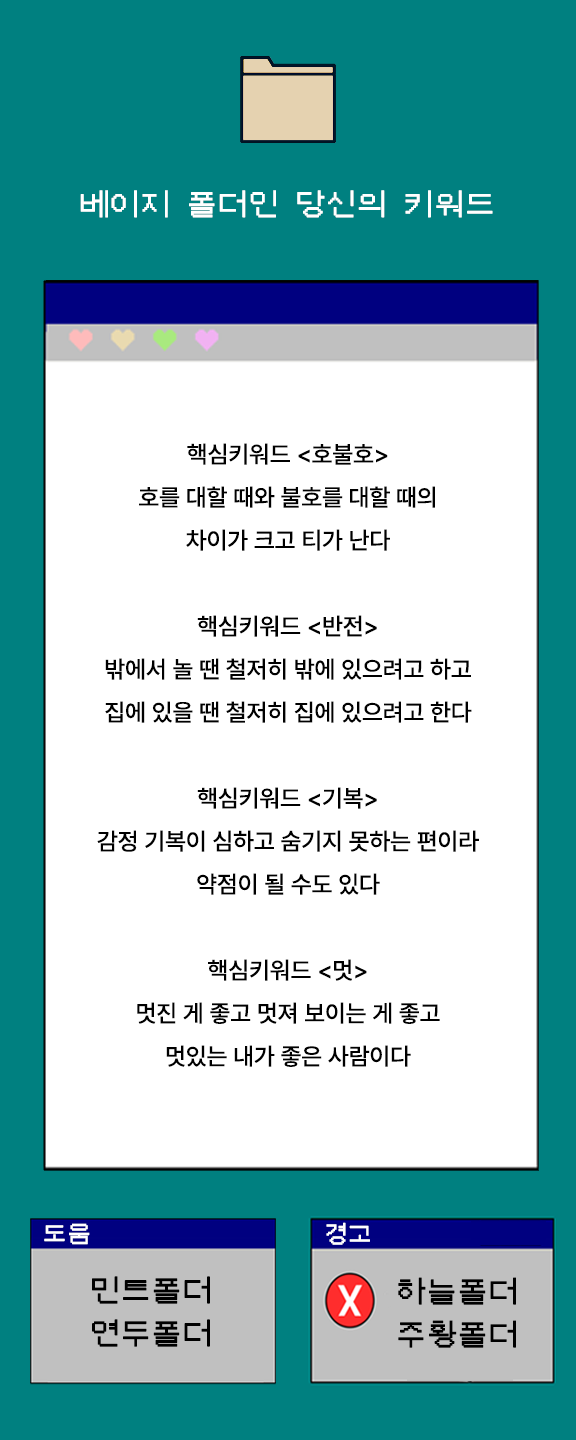 베이지 폴더인 당신의 키워드
핵심키워드 <호불호>
호를 대할 때와 불호를 대할 때의
차이가 크고 티가 난다
핵심키워드 <반전>
밖에서 놀 땐 철저히 밖에 있으려고 하고
집에 있을 땐 철저히 집에 있으려고 한다
핵심키워드 <기복>
감정 기복이 심하고 숨기지 못하는 편이라
약점이 될 수도 있다
핵심키워드 <멋>
멋진 게 좋고 멋져 보이는 게 좋고
멋있는 내가 좋은 사람이다
도움
민트폴더
연두폴더
경고
X
하늘폴더
주황폴더